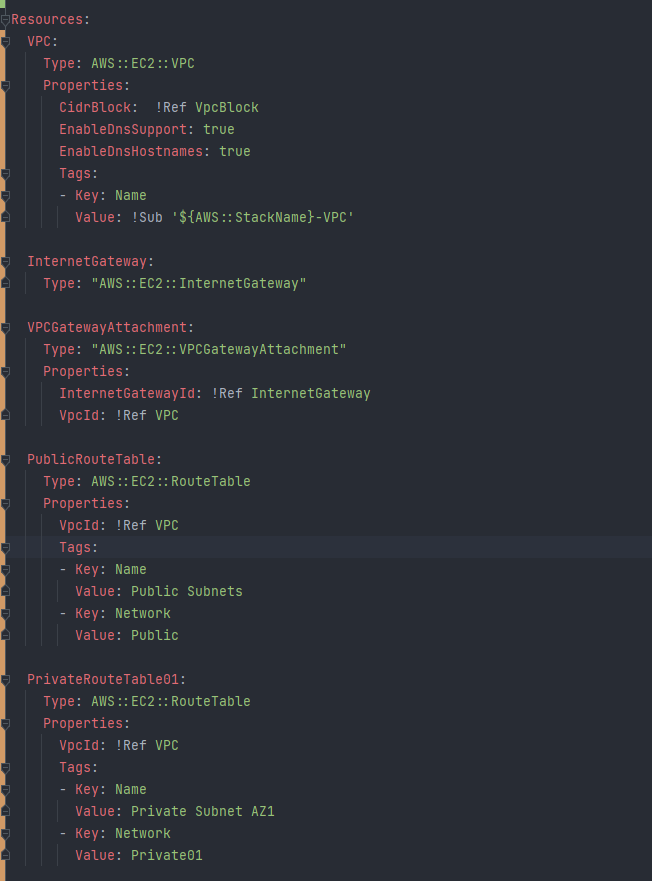 Resources:
  VPC:
    Type: AWS::EC2::VPC
    Properties:
      CidrBlock:  !Ref VpcBlock
      EnableDnsSupport: true
      EnableDnsHostnames: true
      Tags:
      - Key: Name
        Value: !Sub '${AWS::StackName}-VPC'

  InternetGateway:
    Type: "AWS::EC2::InternetGateway"

  VPCGatewayAttachment:
    Type: "AWS::EC2::VPCGatewayAttachment"
    Properties:
      InternetGatewayId: !Ref InternetGateway
      VpcId: !Ref VPC

  PublicRouteTable:
    Type: AWS::EC2::RouteTable
    Properties:
      VpcId: !Ref VPC
      Tags:
      - Key: Name
        Value: Public Subnets
      - Key: Network
        Value: Public

  PrivateRouteTable01:
    Type: AWS::EC2::RouteTable
    Properties:
      VpcId: !Ref VPC
      Tags:
      - Key: Name
        Value: Private Subnet AZ1
      - Key: Network
        Value: Private01